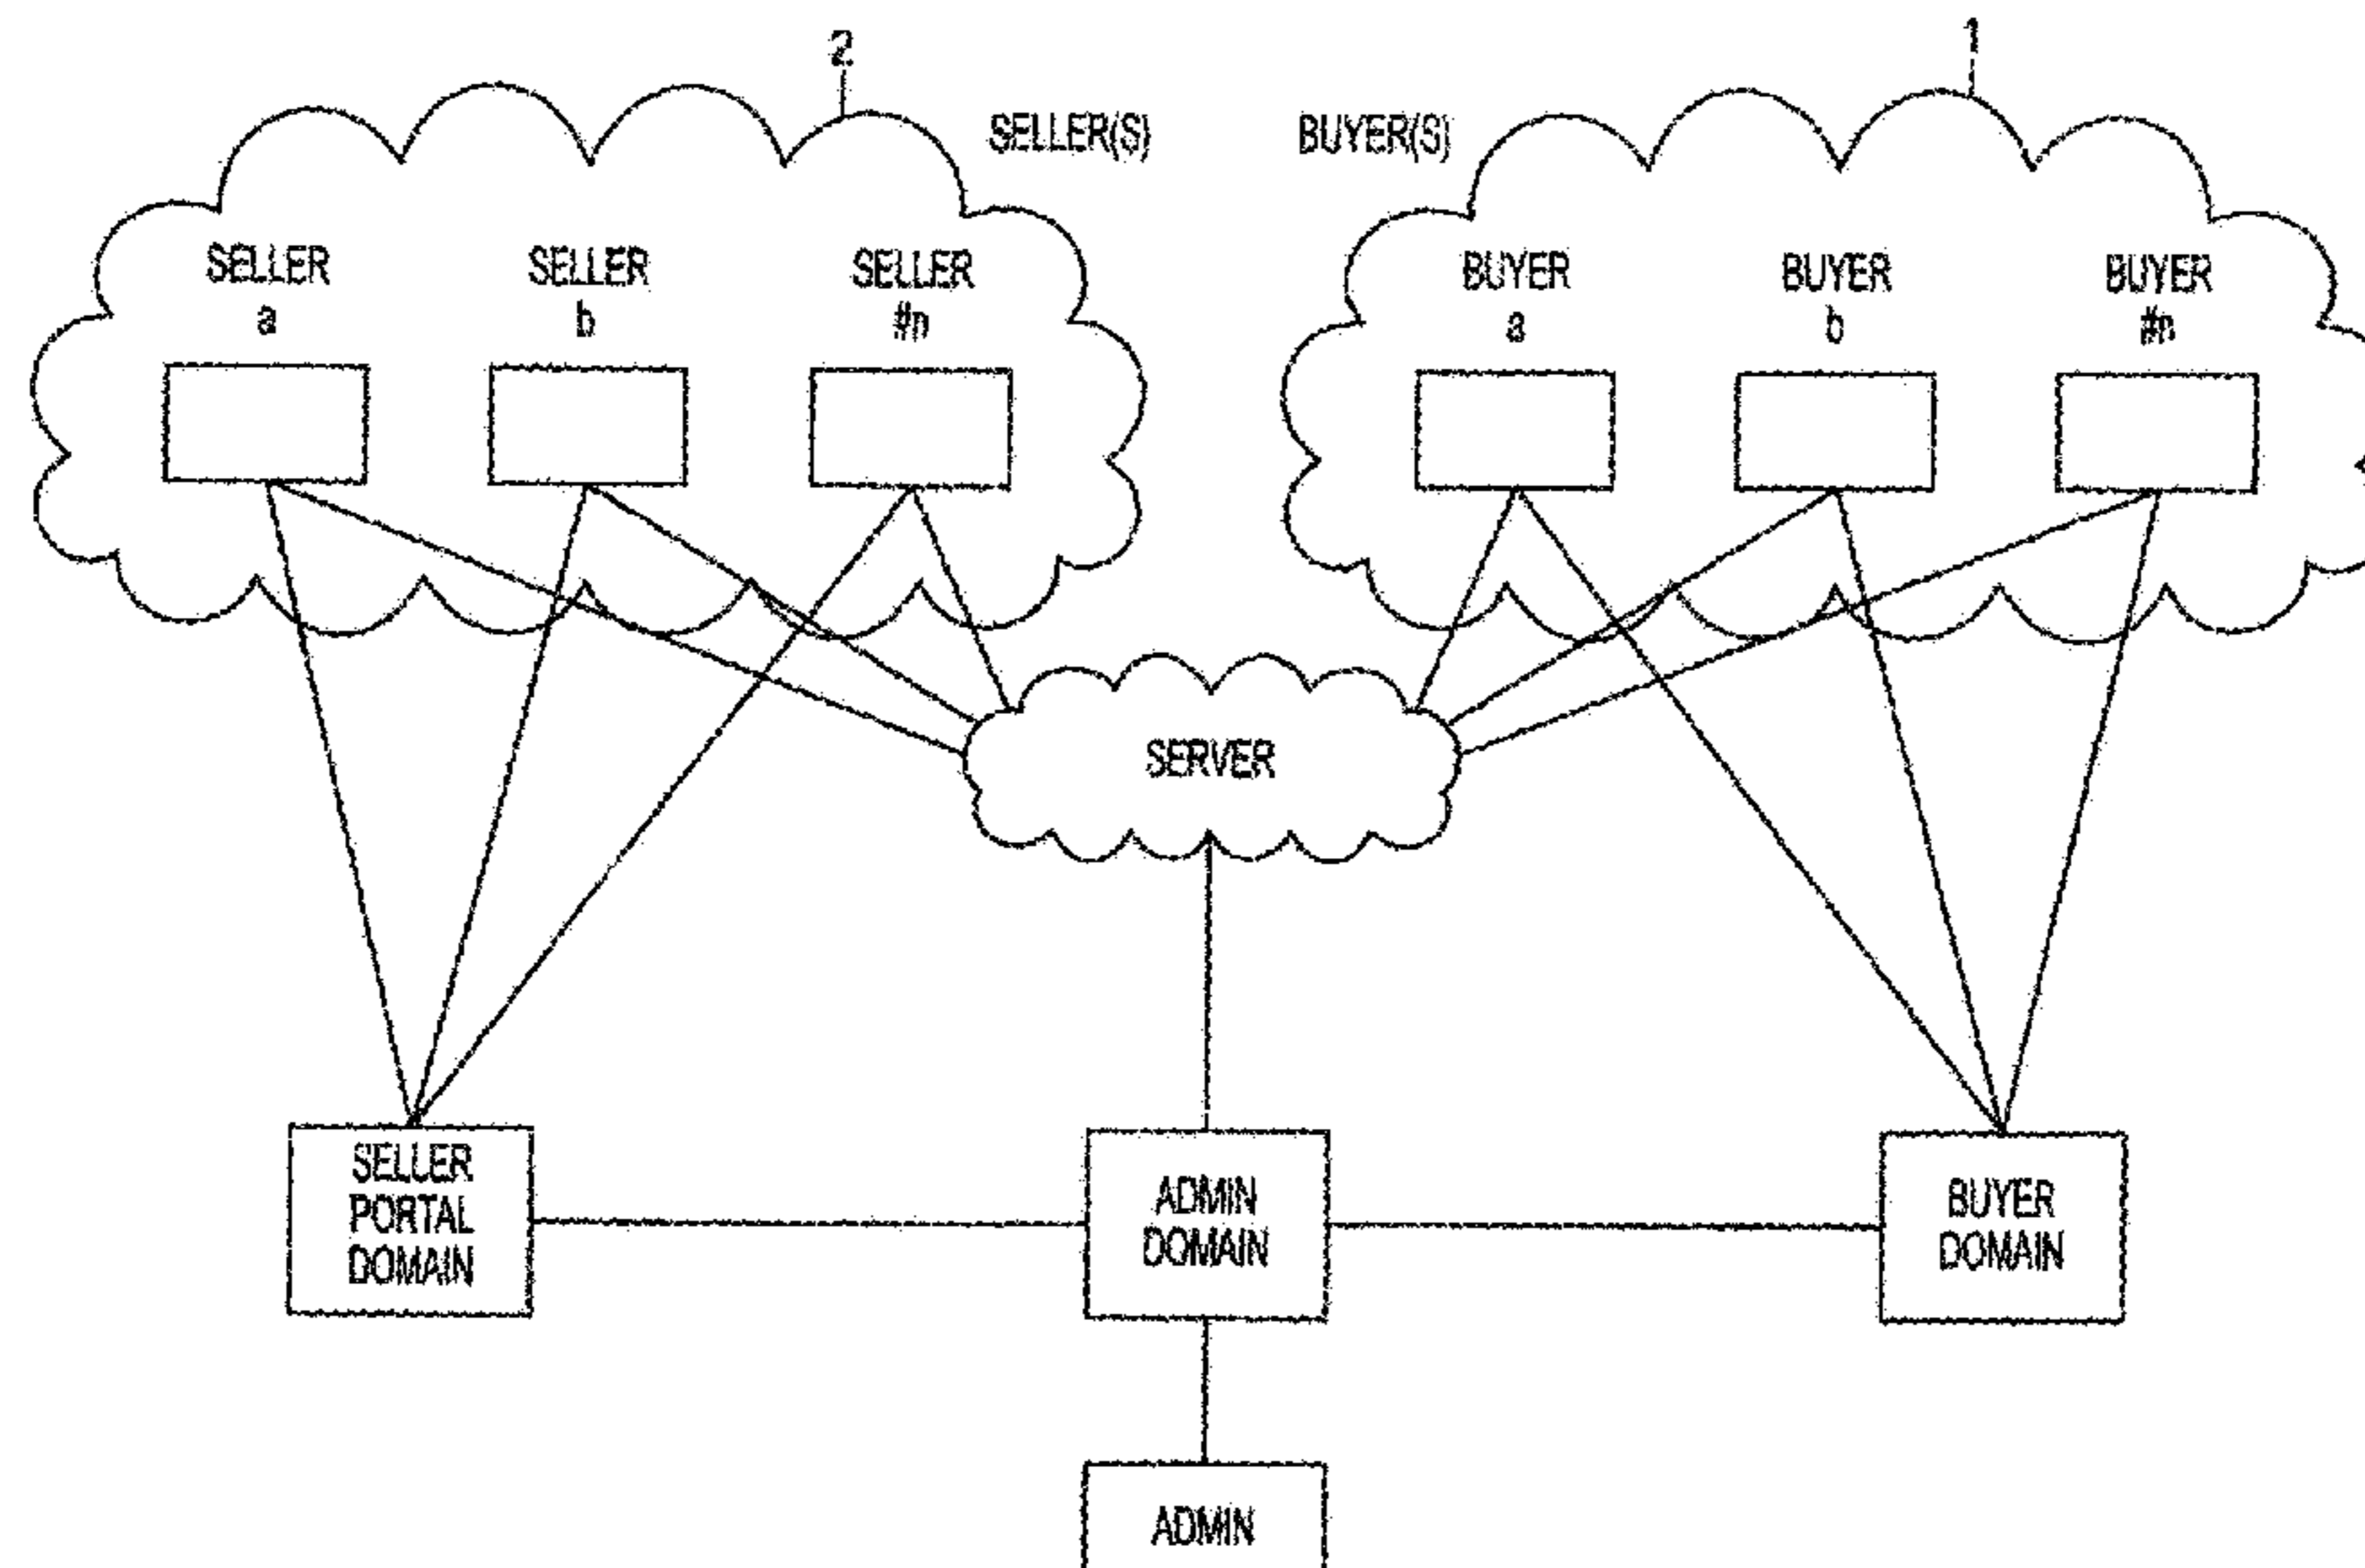 2
1
SELLER(S)
BUYER(S)
SELLER
a
SELLER
b
SELLER
#n
BUYER
a
BUYER
b
BUYER
#n
SERVER
SELLER
PORTAL
DOMAIN
ADMIN
DOMAIN
BUYER
DOMAIN
ADMIN